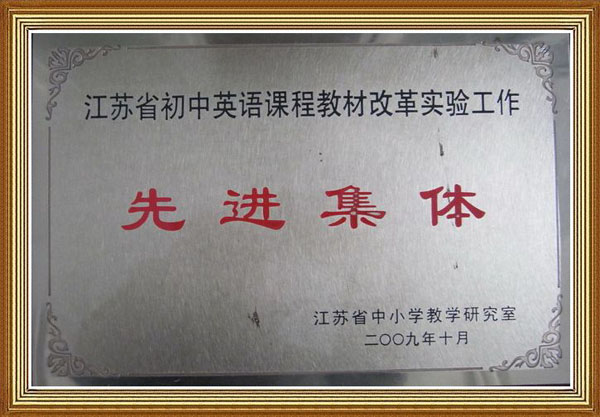 江苏省初中英语课程教材改革实验工作
先进集体
江苏省中小学教学研究室
二〇〇九年十月